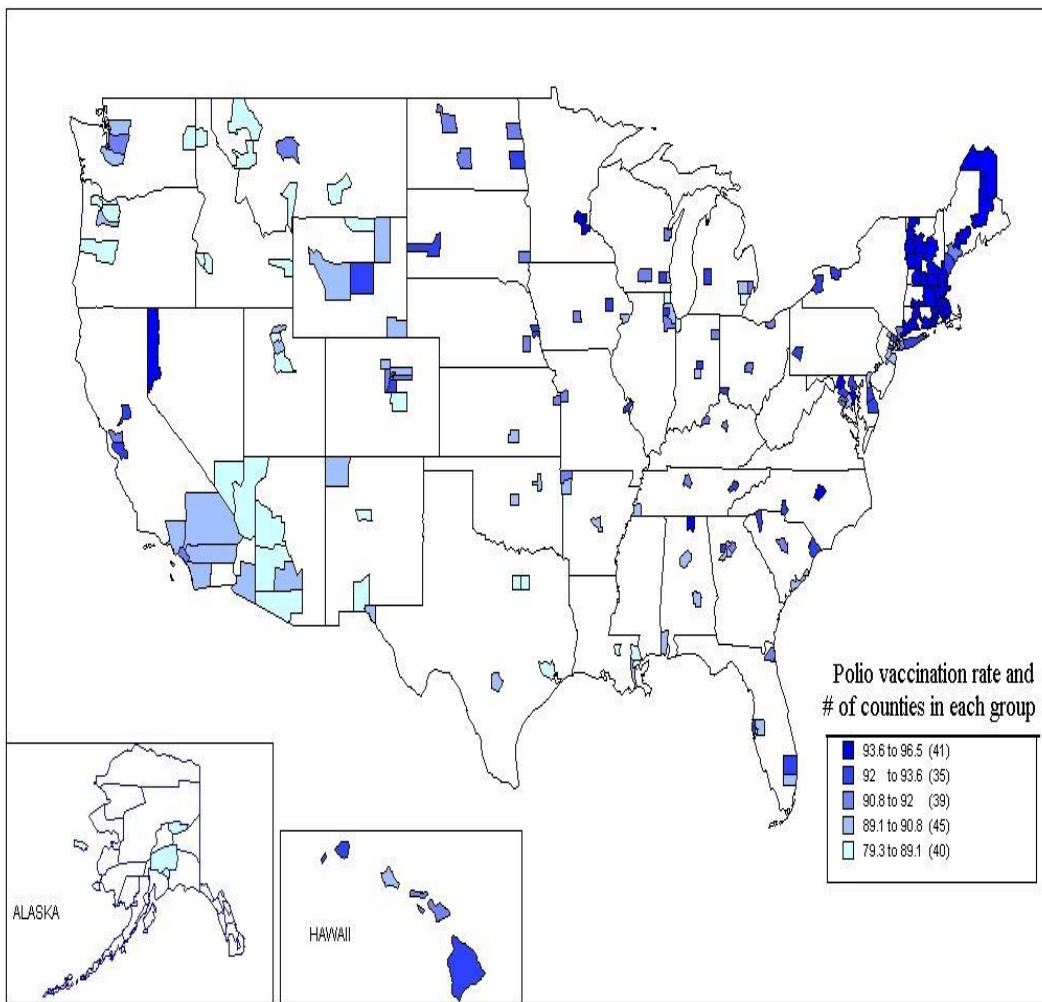 Polio vaccination rate and
# of counties in each group
93.6 to 96.5 (41)
92 to 93.6 (35)
90.8 to 92 (39)
89.1 to 90.8 (45)
79.3 to 89.1 (40)
ALASKA
HAWAII